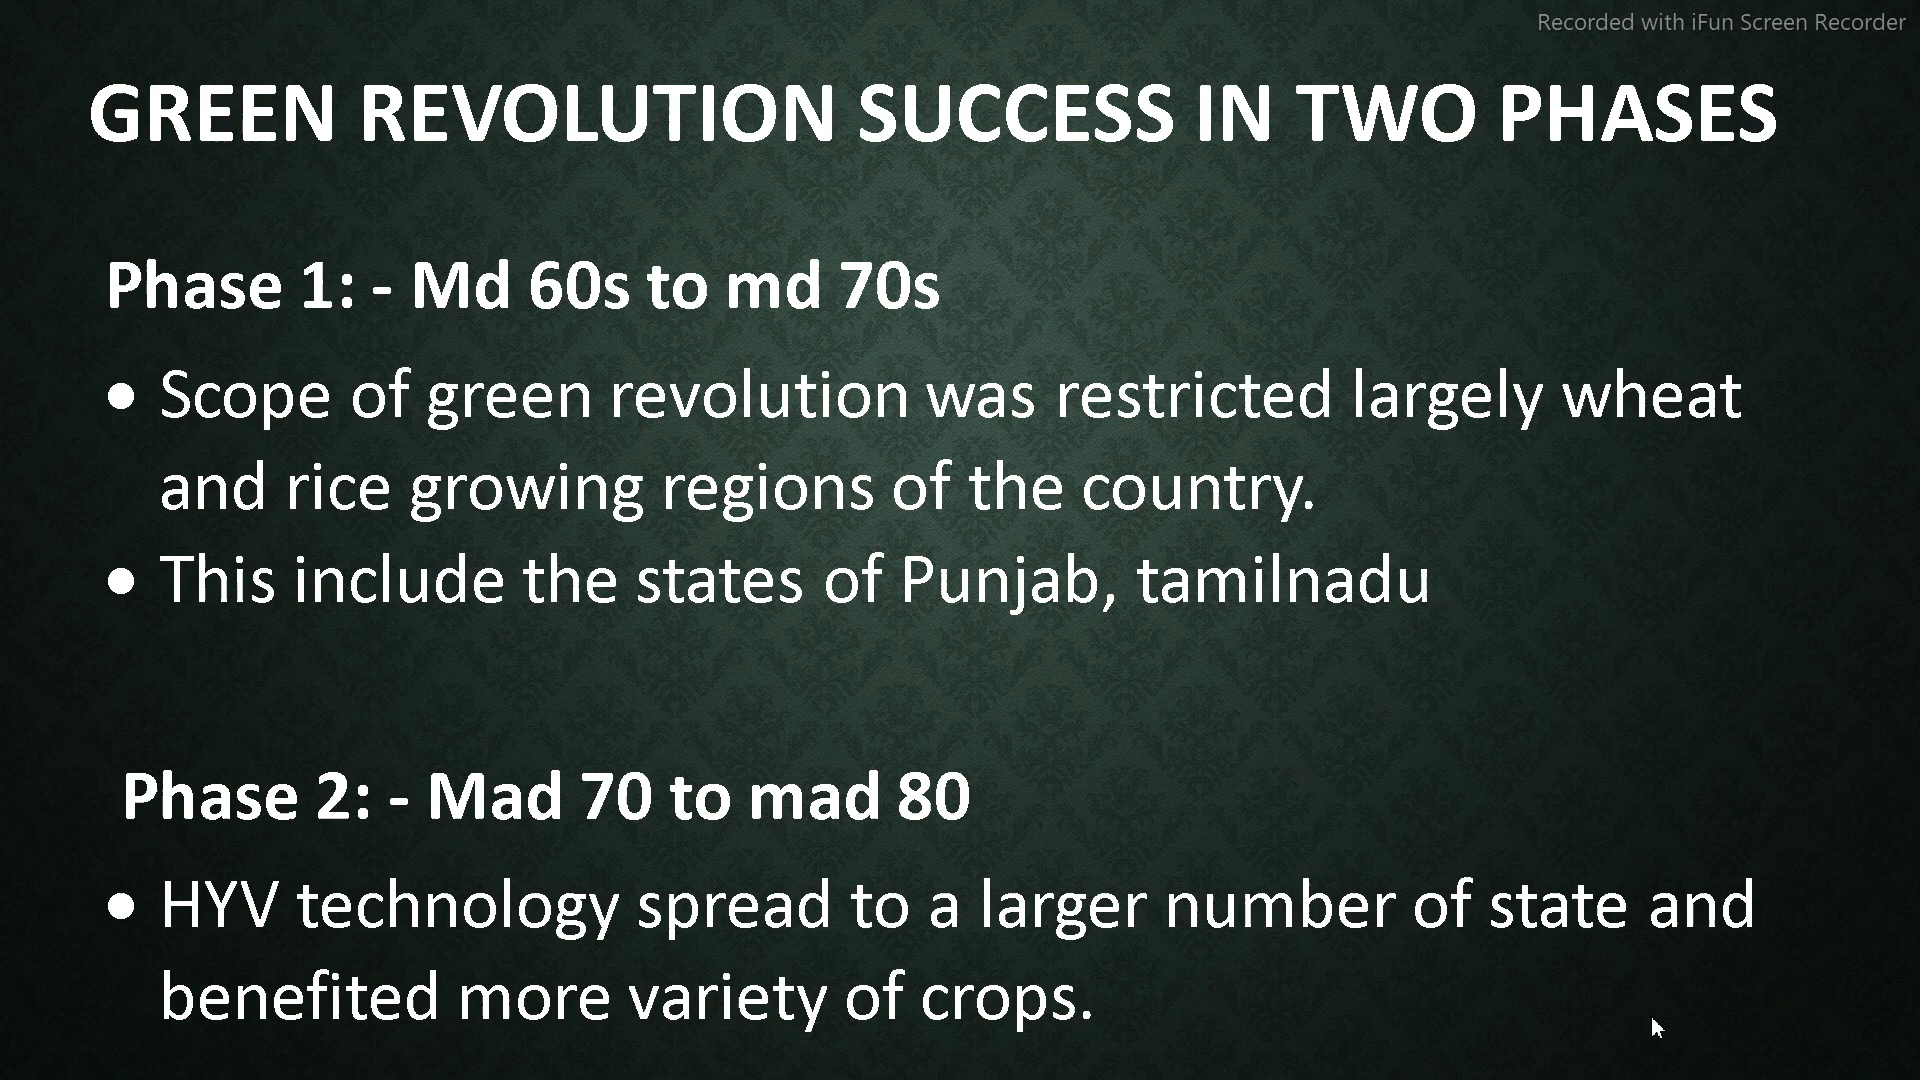 Recorded with iFun Screen Recorder
GREEN REVOLUTION SUCCESS IN TWO PHASES
Phase 1: - Md 60s to md 70s
• Scope of green revolution was restricted largely wheat
and rice growing regions of the country.
• This include the states of Punjab, tamilnadu
Phase 2: - Mad 70 to mad 80
• HYV technology spread to a larger number of state and
benefited more variety of crops.